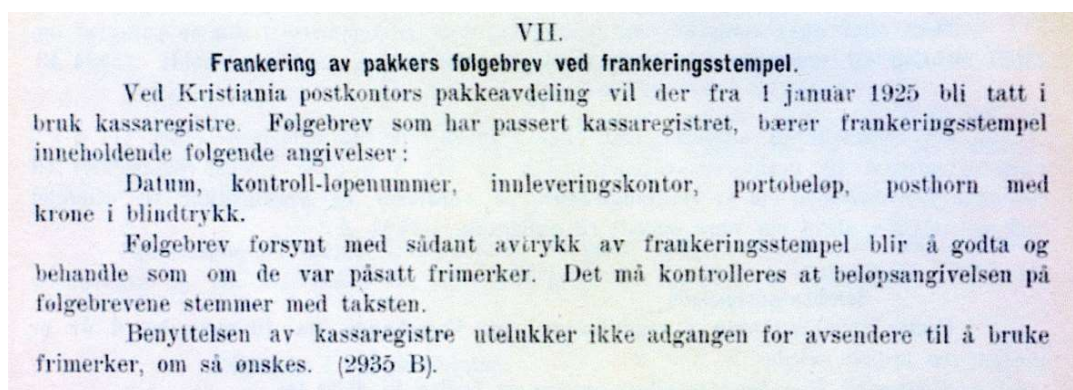 VII.
Frankering av pakkers følgebrev ved frankeringsstempel.
Ved Kristiania postkontors pakkeavdeling vil der fra 1 januar 1925 bli tatt i
bruk kassaregistre. Følgebrev som har passert kassaregistret, bærer frankeringsstempel
inneholdende følgende angivelser:
Datum, kontroll-løpenummer, innleveringskontor, portobeløp, posthorn med
krone i blindtrykk.
Følgebrev forsynt med sådant avtrykk av frankeringsstempel blir å godta og
behandle som om de var påsatt frimerker. Det må kontrolleres at beløpsangivelsen på
følgebrevene stemmer med taksten.
Benyttelsen av kassaregistre utelukker ikke adgangen for avsendere til å bruke
frimerker, om så ønskes. (2935 B).